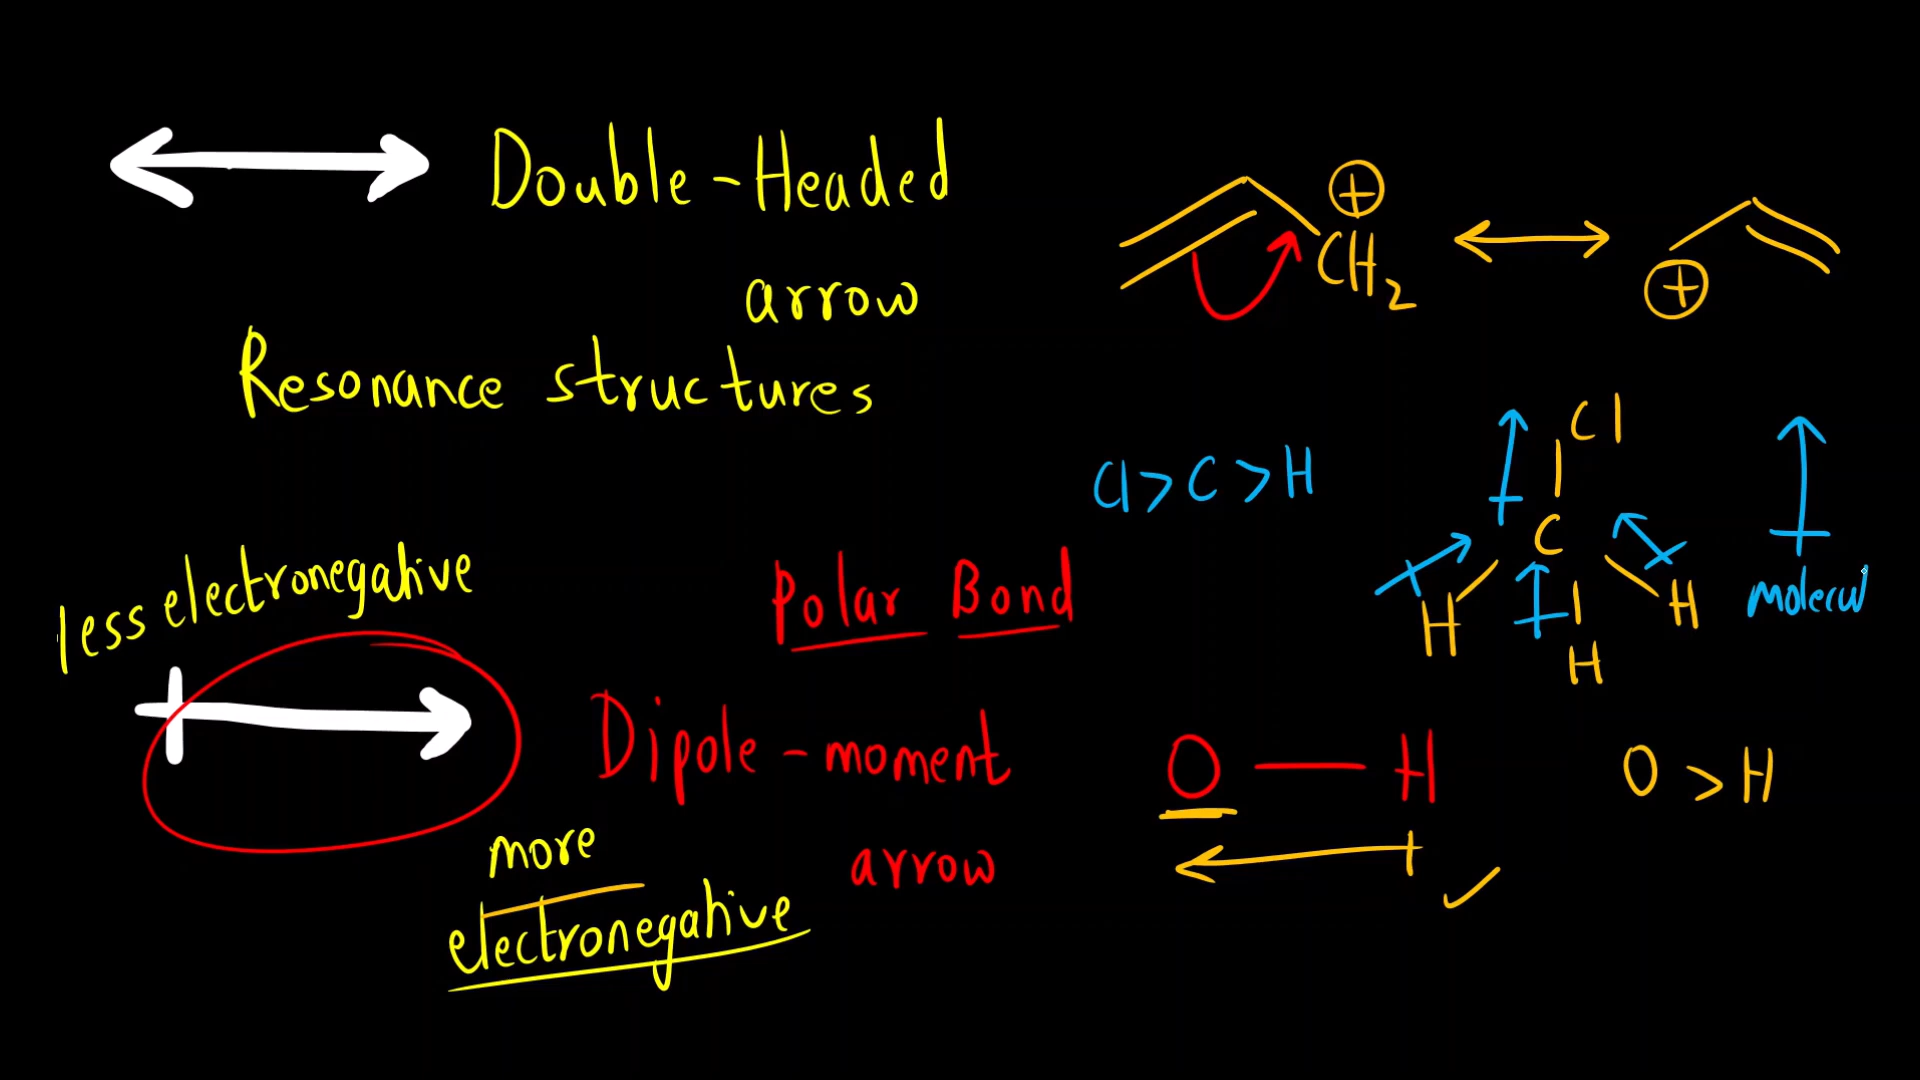 Double-Headed
arrow
Resonance structures
⊕
CH2
⊕
Cl
C
H
H
H
Cl > C > H
molecul
less electronegative
Polar Bond
Dipole-moment
arrow
more
electronegative
O — H
O > H